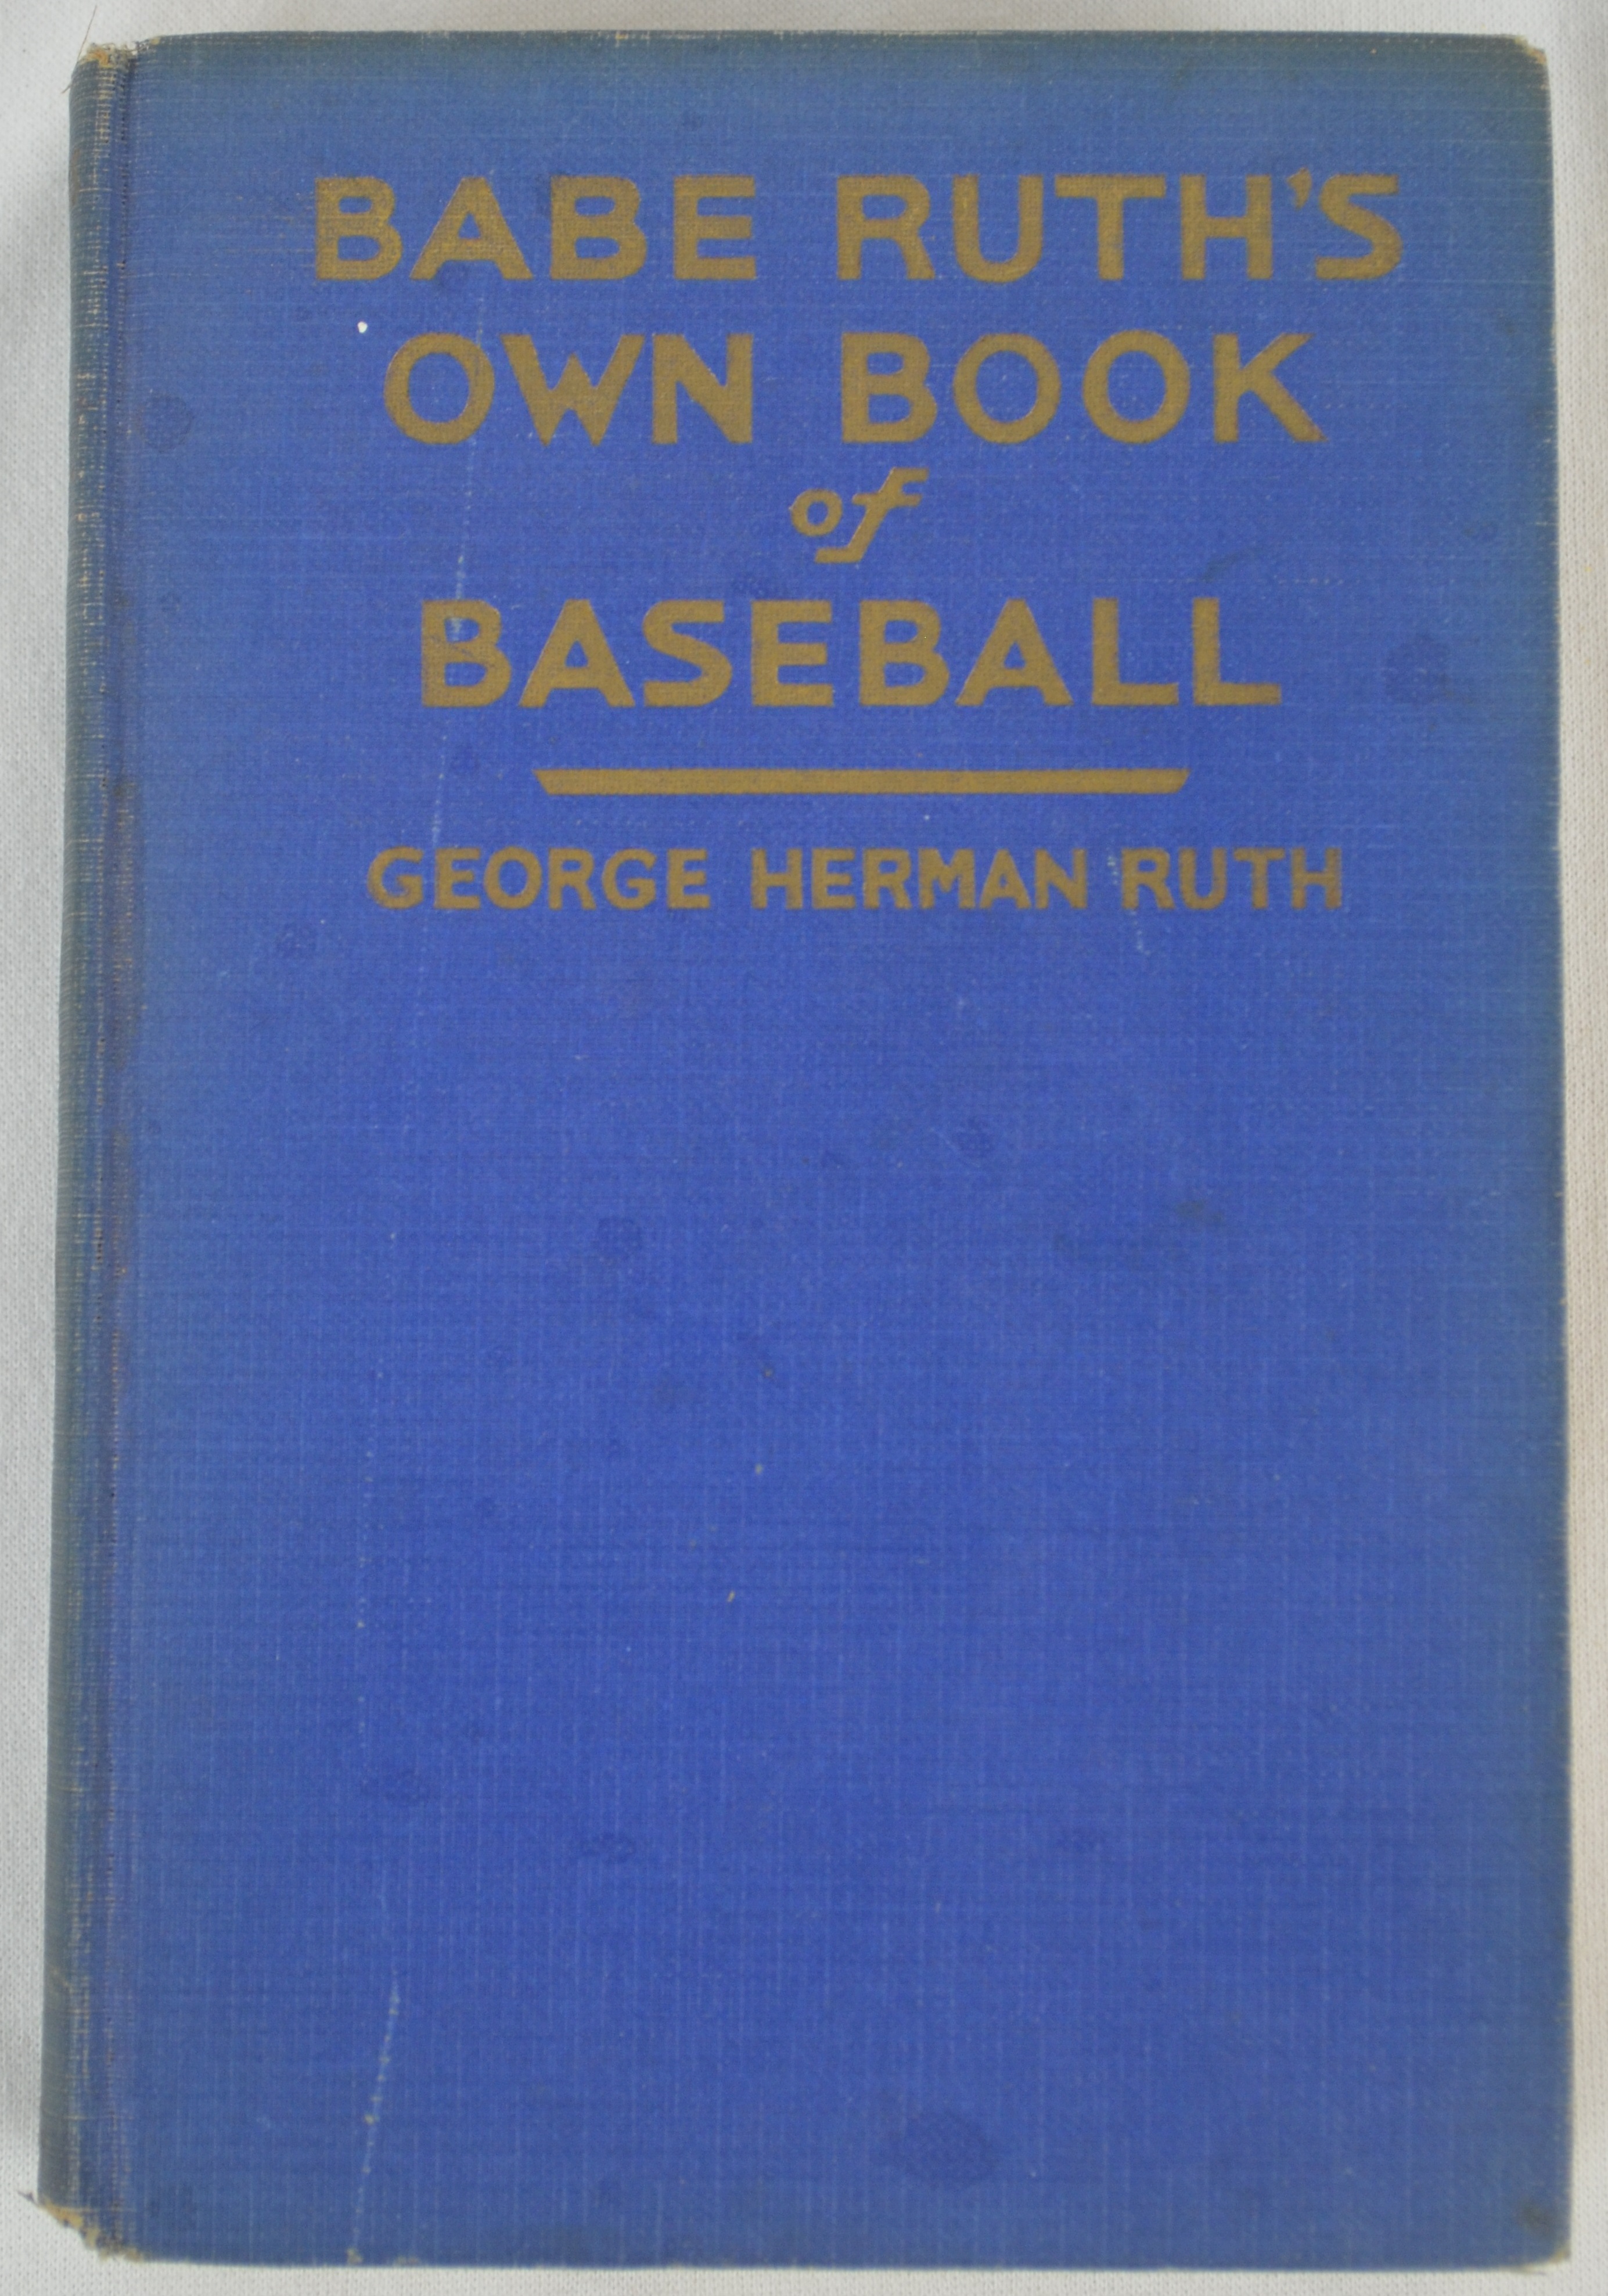 BABE RUTH'S
OWN BOOK
of
BASEBALL
GEORGE HERMAN RUTH